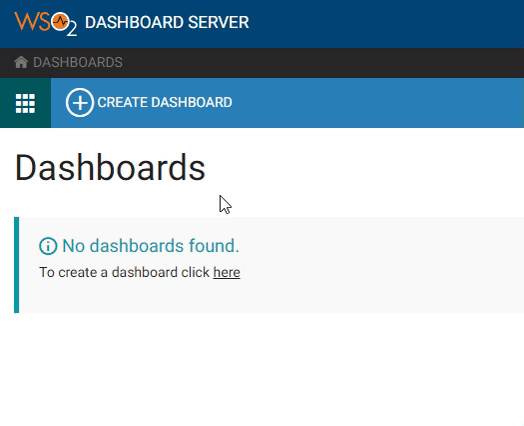 WSO2 DASHBOARD SERVER
DASHBOARDS
CREATE DASHBOARD
Dashboards
No dashboards found.
To create a dashboard click here